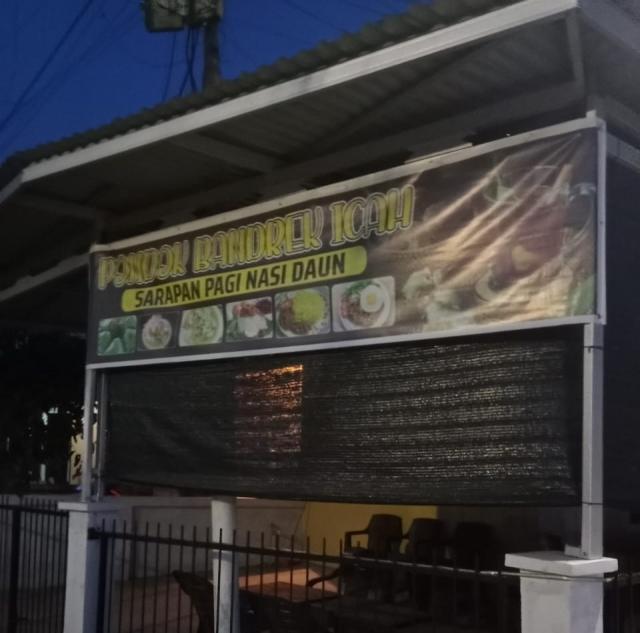 PONDOK BANDREK ICAH
SARAPAN PAGI NASI DAUN